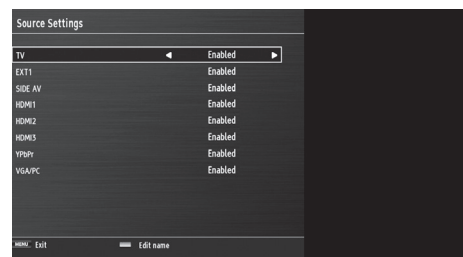 Source Settings
TV Enabled
EXT1 Enabled
SIDE AV Enabled
HDMI1 Enabled
HDMI2 Enabled
HDMI3 Enabled
YPbPr Enabled
VGA/PC Enabled
MENU Exit Edit name